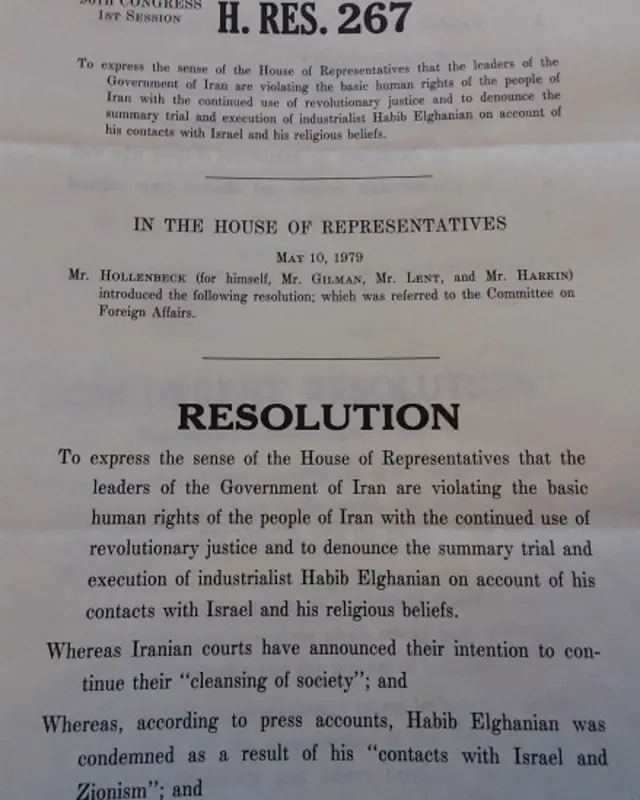 96TH CONGRESS
1ST SESSION
H. RES. 267
To express the sense of the House of Representatives that the leaders of the
Government of Iran are violating the basic human rights of the people of
Iran with the continued use of revolutionary justice and to denounce the
summary trial and execution of industrialist Habib Elghanian on account of
his contacts with Israel and his religious beliefs.
IN THE HOUSE OF REPRESENTATIVES
MAY 10, 1979
Mr. HOLLENBECK (for himself, Mr. GILMAN, Mr. LENT, and Mr. HARKIN)
introduced the following resolution; which was referred to the Committee on
Foreign Affairs.
RESOLUTION
To express the sense of the House of Representatives that the
leaders of the Government of Iran are violating the basic
human rights of the people of Iran with the continued use of
revolutionary justice and to denounce the summary trial and
execution of industrialist Habib Elghanian on account of his
contacts with Israel and his religious beliefs.
Whereas Iranian courts have announced their intention to con-
tinue their “cleansing of society”; and
Whereas, according to press accounts, Habib Elghanian was
condemned as a result of his “contacts with Israel and
Zionism”; and